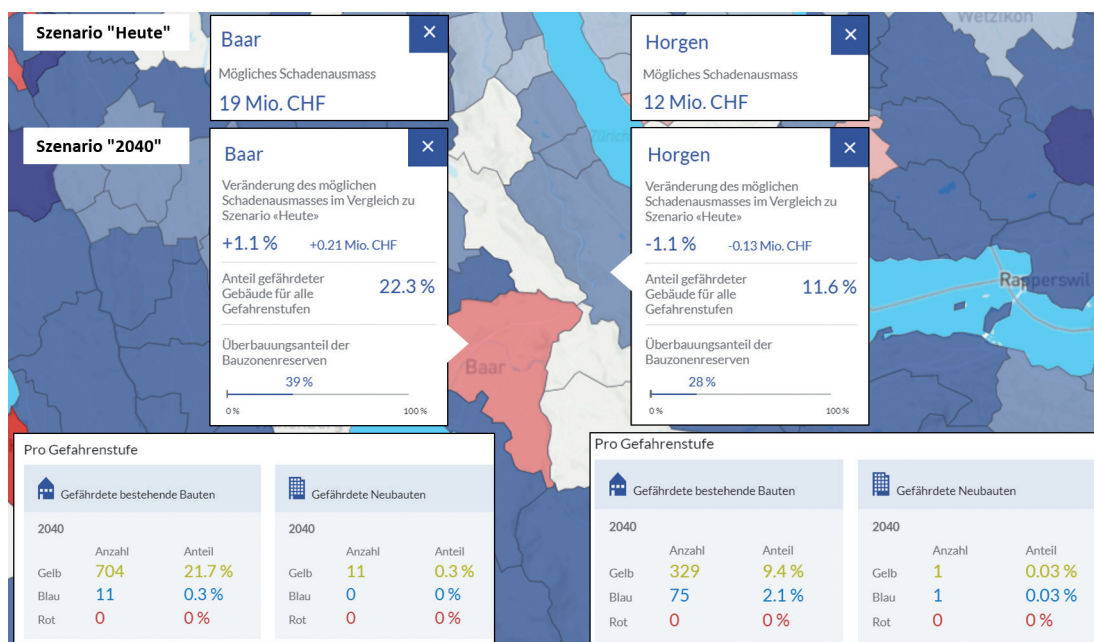 Szenario "Heute"
Baar
×
Mögliches Schadenausmass
19 Mio. CHF
Horgen
×
Mögliches Schadenausmass
12 Mio. CHF
Wetzikon
Zürich
Szenario "2040"
Baar
×
Veränderung des möglichen
Schadenausmasses im Vergleich zu
Szenario «Heute»
+1.1 % +0.21 Mio. CHF
Anteil gefährdeter
Gebäude für alle
Gefahrenstufen
22.3 %
Überbauungsanteil der
Bauzonenreserven
39 %
0 % 100 %
Horgen
×
Veränderung des möglichen
Schadenausmasses im Vergleich zu
Szenario «Heute»
-1.1 % -0.13 Mio. CHF
Anteil gefährdeter
Gebäude für alle
Gefahrenstufen
11.6 %
Überbauungsanteil der
Bauzonenreserven
28 %
0 % 100 %
Baar
Rapperswil
Pro Gefahrenstufe
Gefährdete bestehende Bauten
2040
Anzahl Anteil
Gelb 704 21.7 %
Blau 11 0.3 %
Rot 0 0 %
Gefährdete Neubauten
2040
Anzahl Anteil
11 0.3 %
0 0 %
0 0 %
Pro Gefahrenstufe
Gefährdete bestehende Bauten
2040
Anzahl Anteil
Gelb 329 9.4 %
Blau 75 2.1 %
Rot 0 0 %
Gefährdete Neubauten
2040
Anzahl Anteil
Gelb 1 0.03 %
Blau 1 0.03 %
Rot 0 0 %